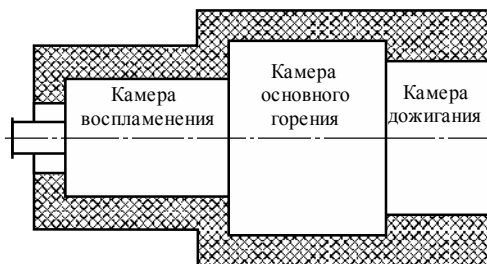 Камера
воспламенения
Камера
основного
горения
Камера
дожигания